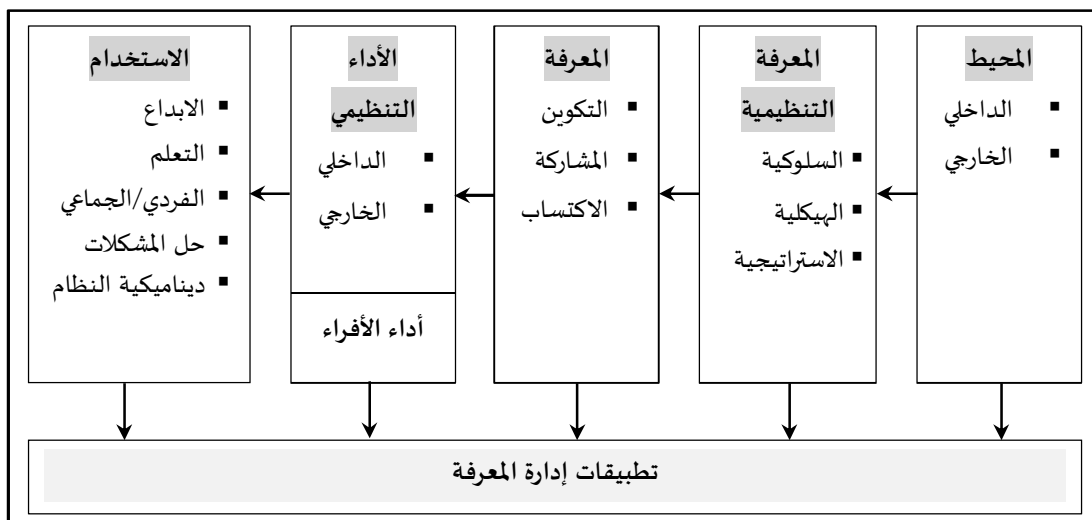 المحيط
الداخلي
الخارجي
المعرفة
التنظيمية
السلوكية
الهيكلية
الاستراتيجية
المعرفة
التكوين
المشاركة
الاكتساب
الأداء
التنظيمي
الداخلي
الخارجي
أداء الأفراء
الاستخدام
الابداع
التعلم
الفردي/الجماعي
حل المشكلات
ديناميكية النظام
تطبيقات إدارة المعرفة